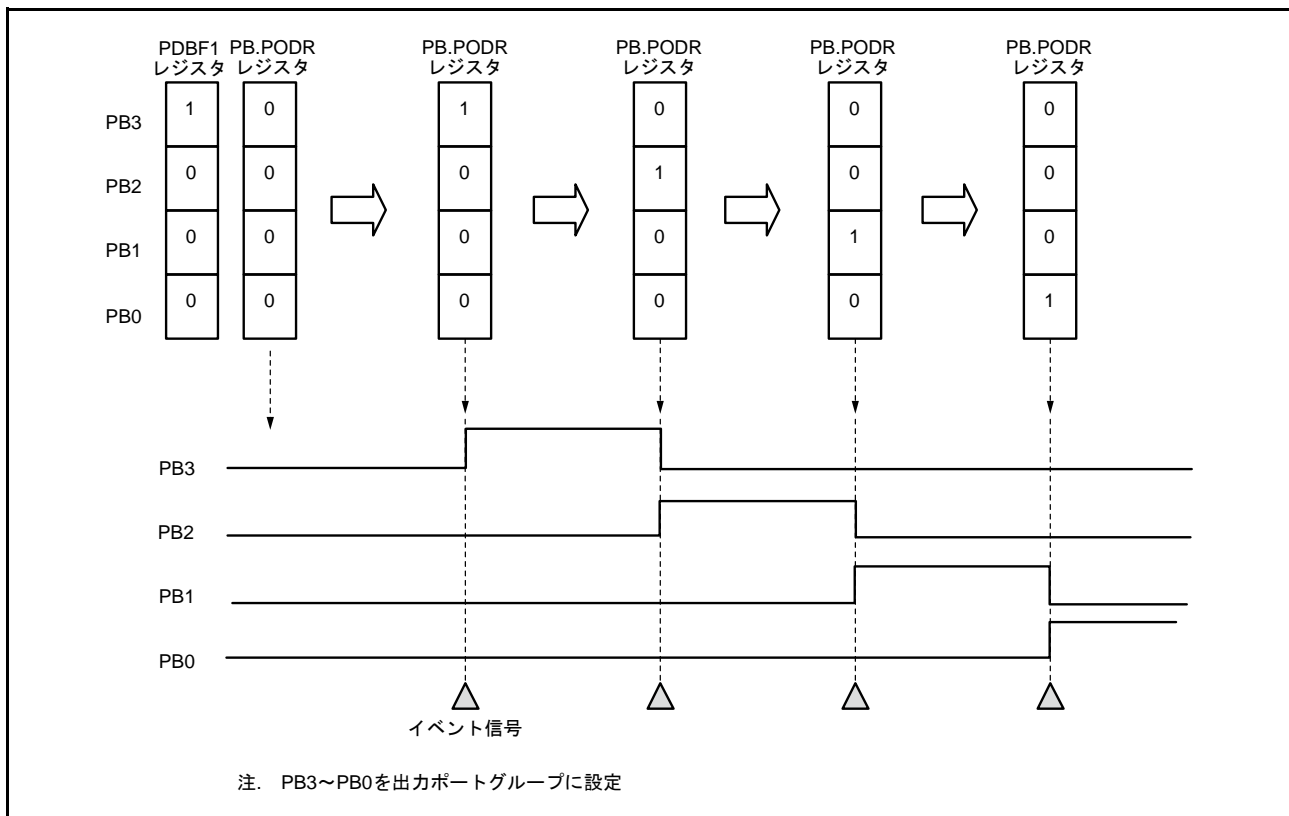 PDBF1 PB.PODR PB.PODR PB.PODR PB.PODR PB.PODR
レジスタ レジスタ レジスタ レジスタ レジスタ レジスタ
PB3 1 0 1 0 0 0
PB2 0 0 0 1 0 0
PB1 0 0 0 0 1 0
PB0 0 0 0 0 0 1
PB3
PB2
PB1
PB0
イベント信号
注. PB3～PB0を出力ポートグループに設定